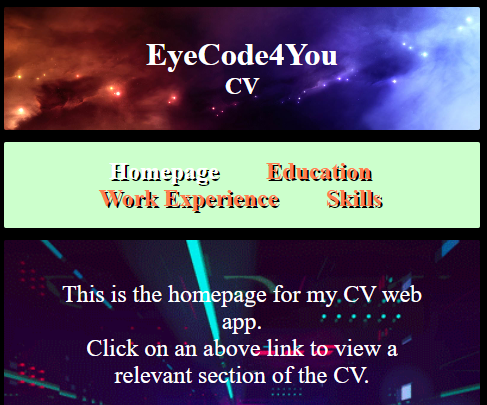 EyeCode4You
CV
Homepage Education
Work Experience Skills
This is the homepage for my CV web
app.
Click on an above link to view a
relevant section of the CV.